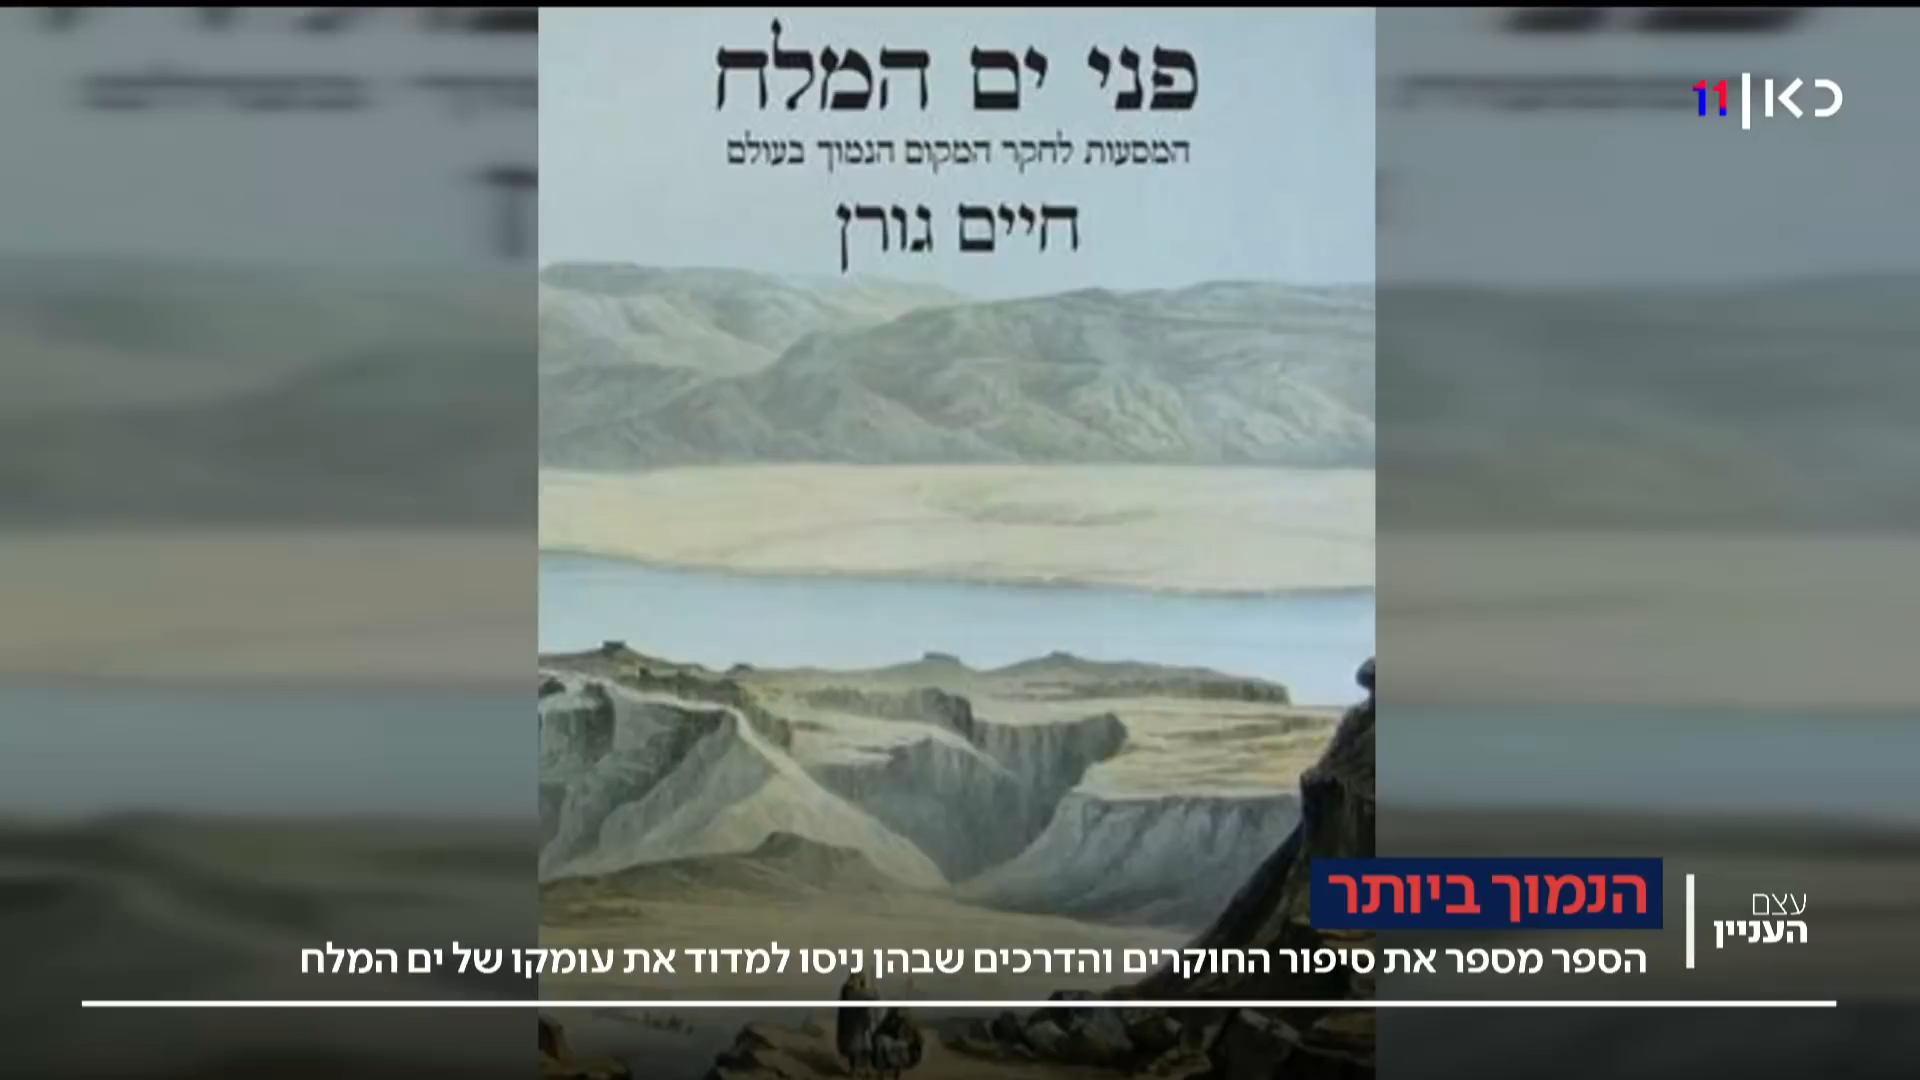 פני ים המלח
המסעות לחקר המקום הנמוך בעולם
חיים גורן
כאן 11
הנמוך ביותר
הספר מספר את סיפור החוקרים והדרכים שבהן ניסו למדוד את עומקו של ים המלח
עצם
העניין